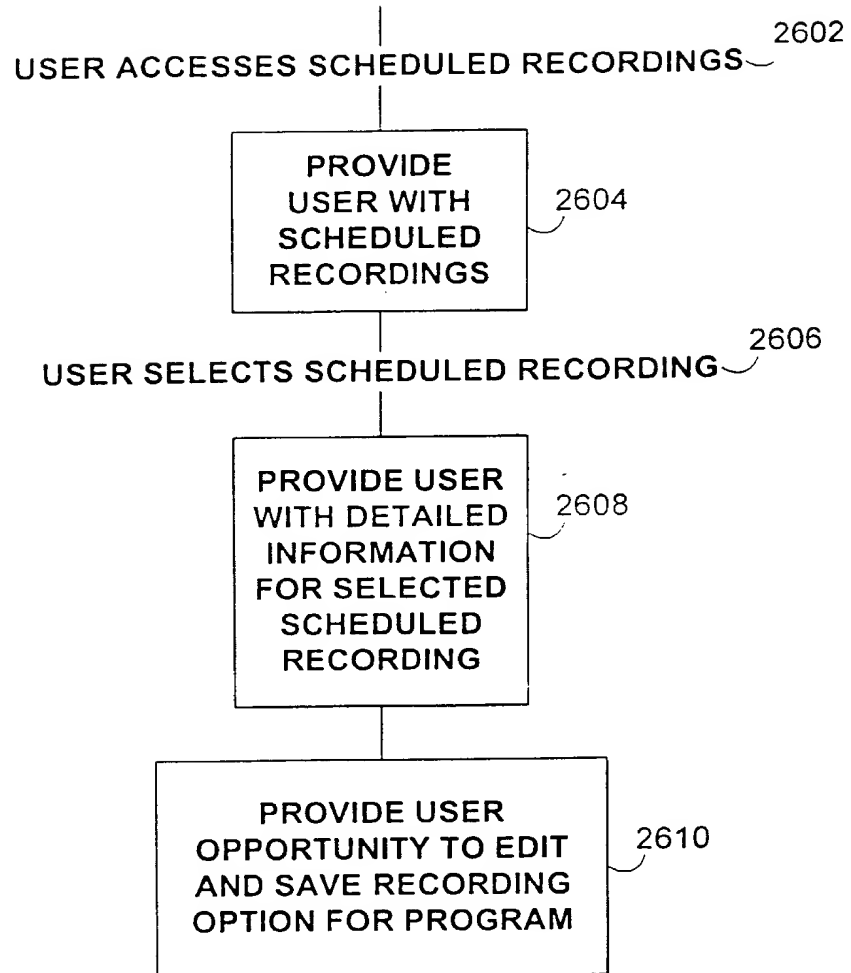 2602
USER ACCESSES SCHEDULED RECORDINGS
PROVIDE
USER WITH
SCHEDULED
RECORDINGS
2604
2606
USER SELECTS SCHEDULED RECORDING
PROVIDE USER
WITH DETAILED
INFORMATION
FOR SELECTED
SCHEDULED
RECORDING
2608
PROVIDE USER
OPPORTUNITY TO EDIT
AND SAVE RECORDING
OPTION FOR PROGRAM
2610